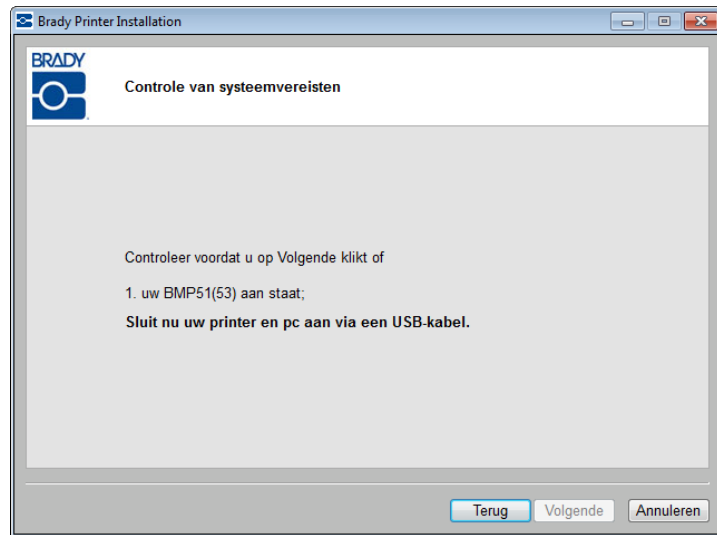 Brady Printer Installation
BRADY
Controle van systeemvereisten
Controleer voordat u op Volgende klikt of
1. uw BMP51(53) aan staat;
Sluit nu uw printer en pc aan via een USB-kabel.
Terug Volgende Annuleren